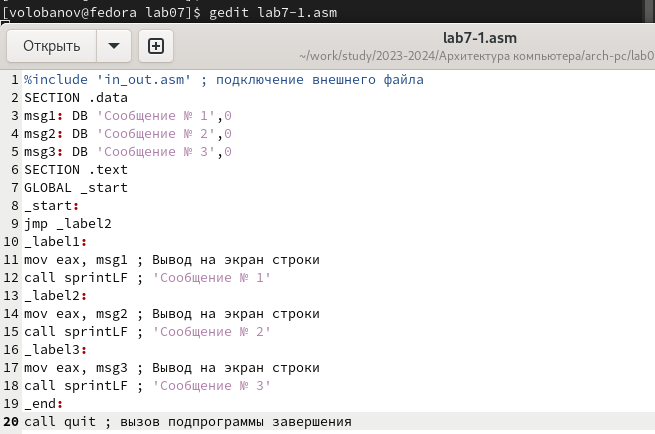 [volobanov@fedora lab07]$ gedit lab7-1.asm
Открыть
lab7-1.asm
~/work/study/2023-2024/Архитектура компьютера/arch-pc/lab0
1 %include 'in_out.asm' ; подключение внешнего файла
2 SECTION .data
3 msg1: DB 'Сообщение № 1',0
4 msg2: DB 'Сообщение № 2',0
5 msg3: DB 'Сообщение № 3',0
6 SECTION .text
7 GLOBAL _start
8 _start:
9 jmp _label2
10 _label1:
11 mov eax, msg1 ; Вывод на экран строки
12 call sprintLF ; 'Сообщение № 1'
13 _label2:
14 mov eax, msg2 ; Вывод на экран строки
15 call sprintLF ; 'Сообщение № 2'
16 _label3:
17 mov eax, msg3 ; Вывод на экран строки
18 call sprintLF ; 'Сообщение № 3'
19 _end:
20 call quit ; вызов подпрограммы завершения